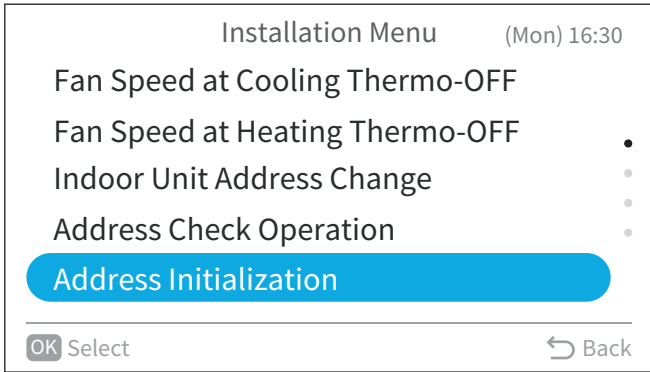 Installation Menu (Mon) 16:30
Fan Speed at Cooling Thermo-OFF
Fan Speed at Heating Thermo-OFF
Indoor Unit Address Change
Address Check Operation
Address Initialization
OK Select Back